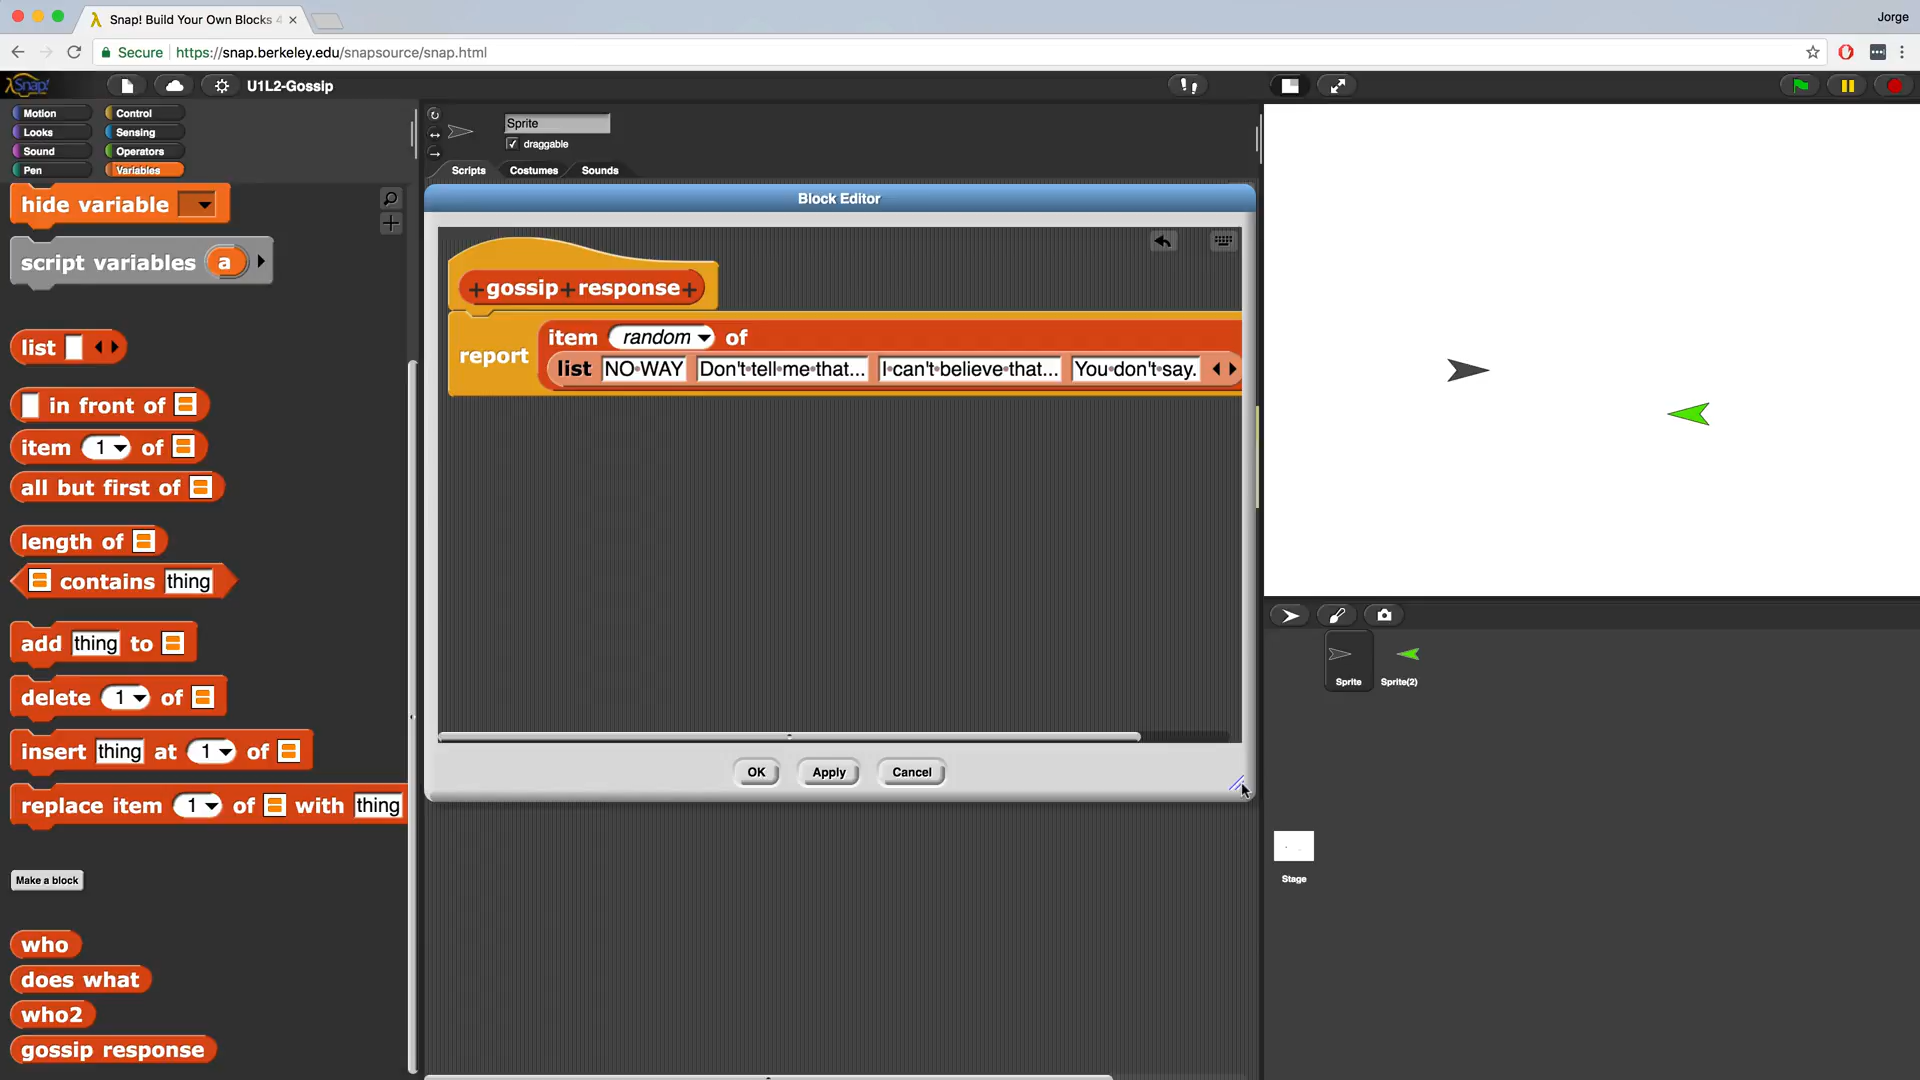 Snap! Build Your Own Blocks 4
Jorge
Secure
https://snap.berkeley.edu/snapsource/snap.html
Snap!
U1L2-Gossip
Motion
Control
Looks
Sensing
Sound
Operators
Pen
Variables
Sprite
draggable
Scripts
Costumes
Sounds
hide variable
script variables a
list
in front of
item 1 of
all but first of
length of
contains thing
add thing to
delete 1 of
insert thing at 1 of
replace item 1 of with thing
Make a block
who
does what
who2
gossip response
Block Editor
gossip response
report
item random of
list NO WAY Don't tell me that... I can't believe that... You don't say.
OK
Apply
Cancel
Sprite
Sprite(2)
Stage